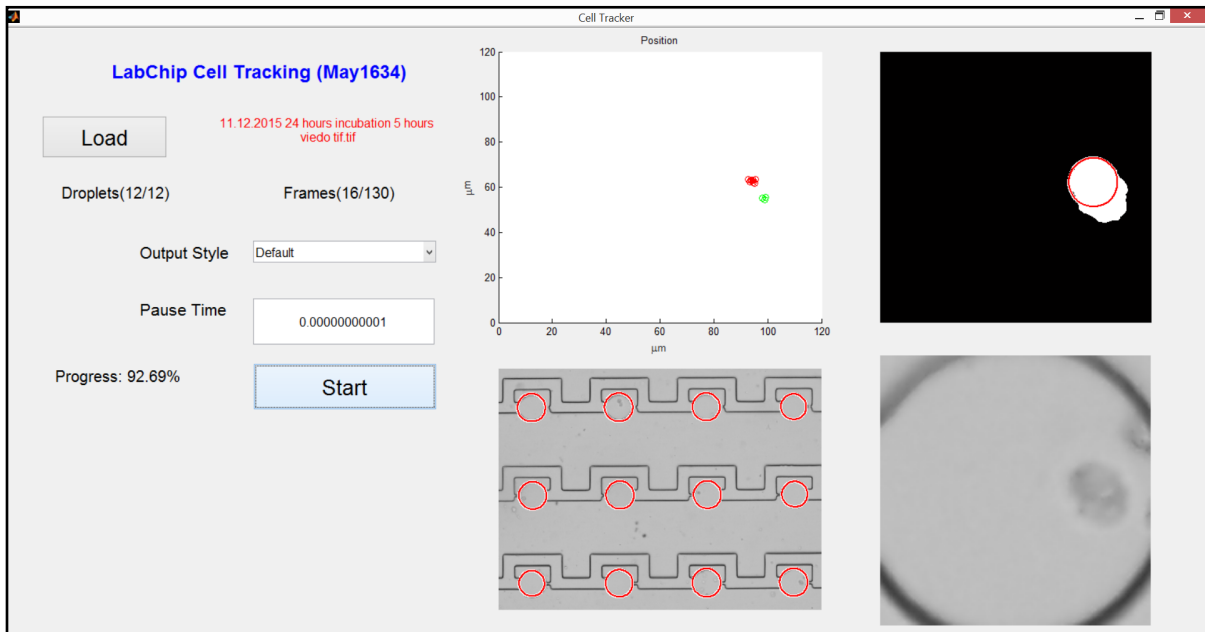 Cell Tracker
LabChip Cell Tracking (May1634)
Load
11.12.2015 24 hours incubation 5 hours
viedo tif.tif
Droplets(12/12)
Frames(16/130)
Output Style
Default
Pause Time
0.00000000001
Progress: 92.69%
Start
Position
120
100
80
60
40
20
0
μm
0 20 40 60 80 100 120
μm